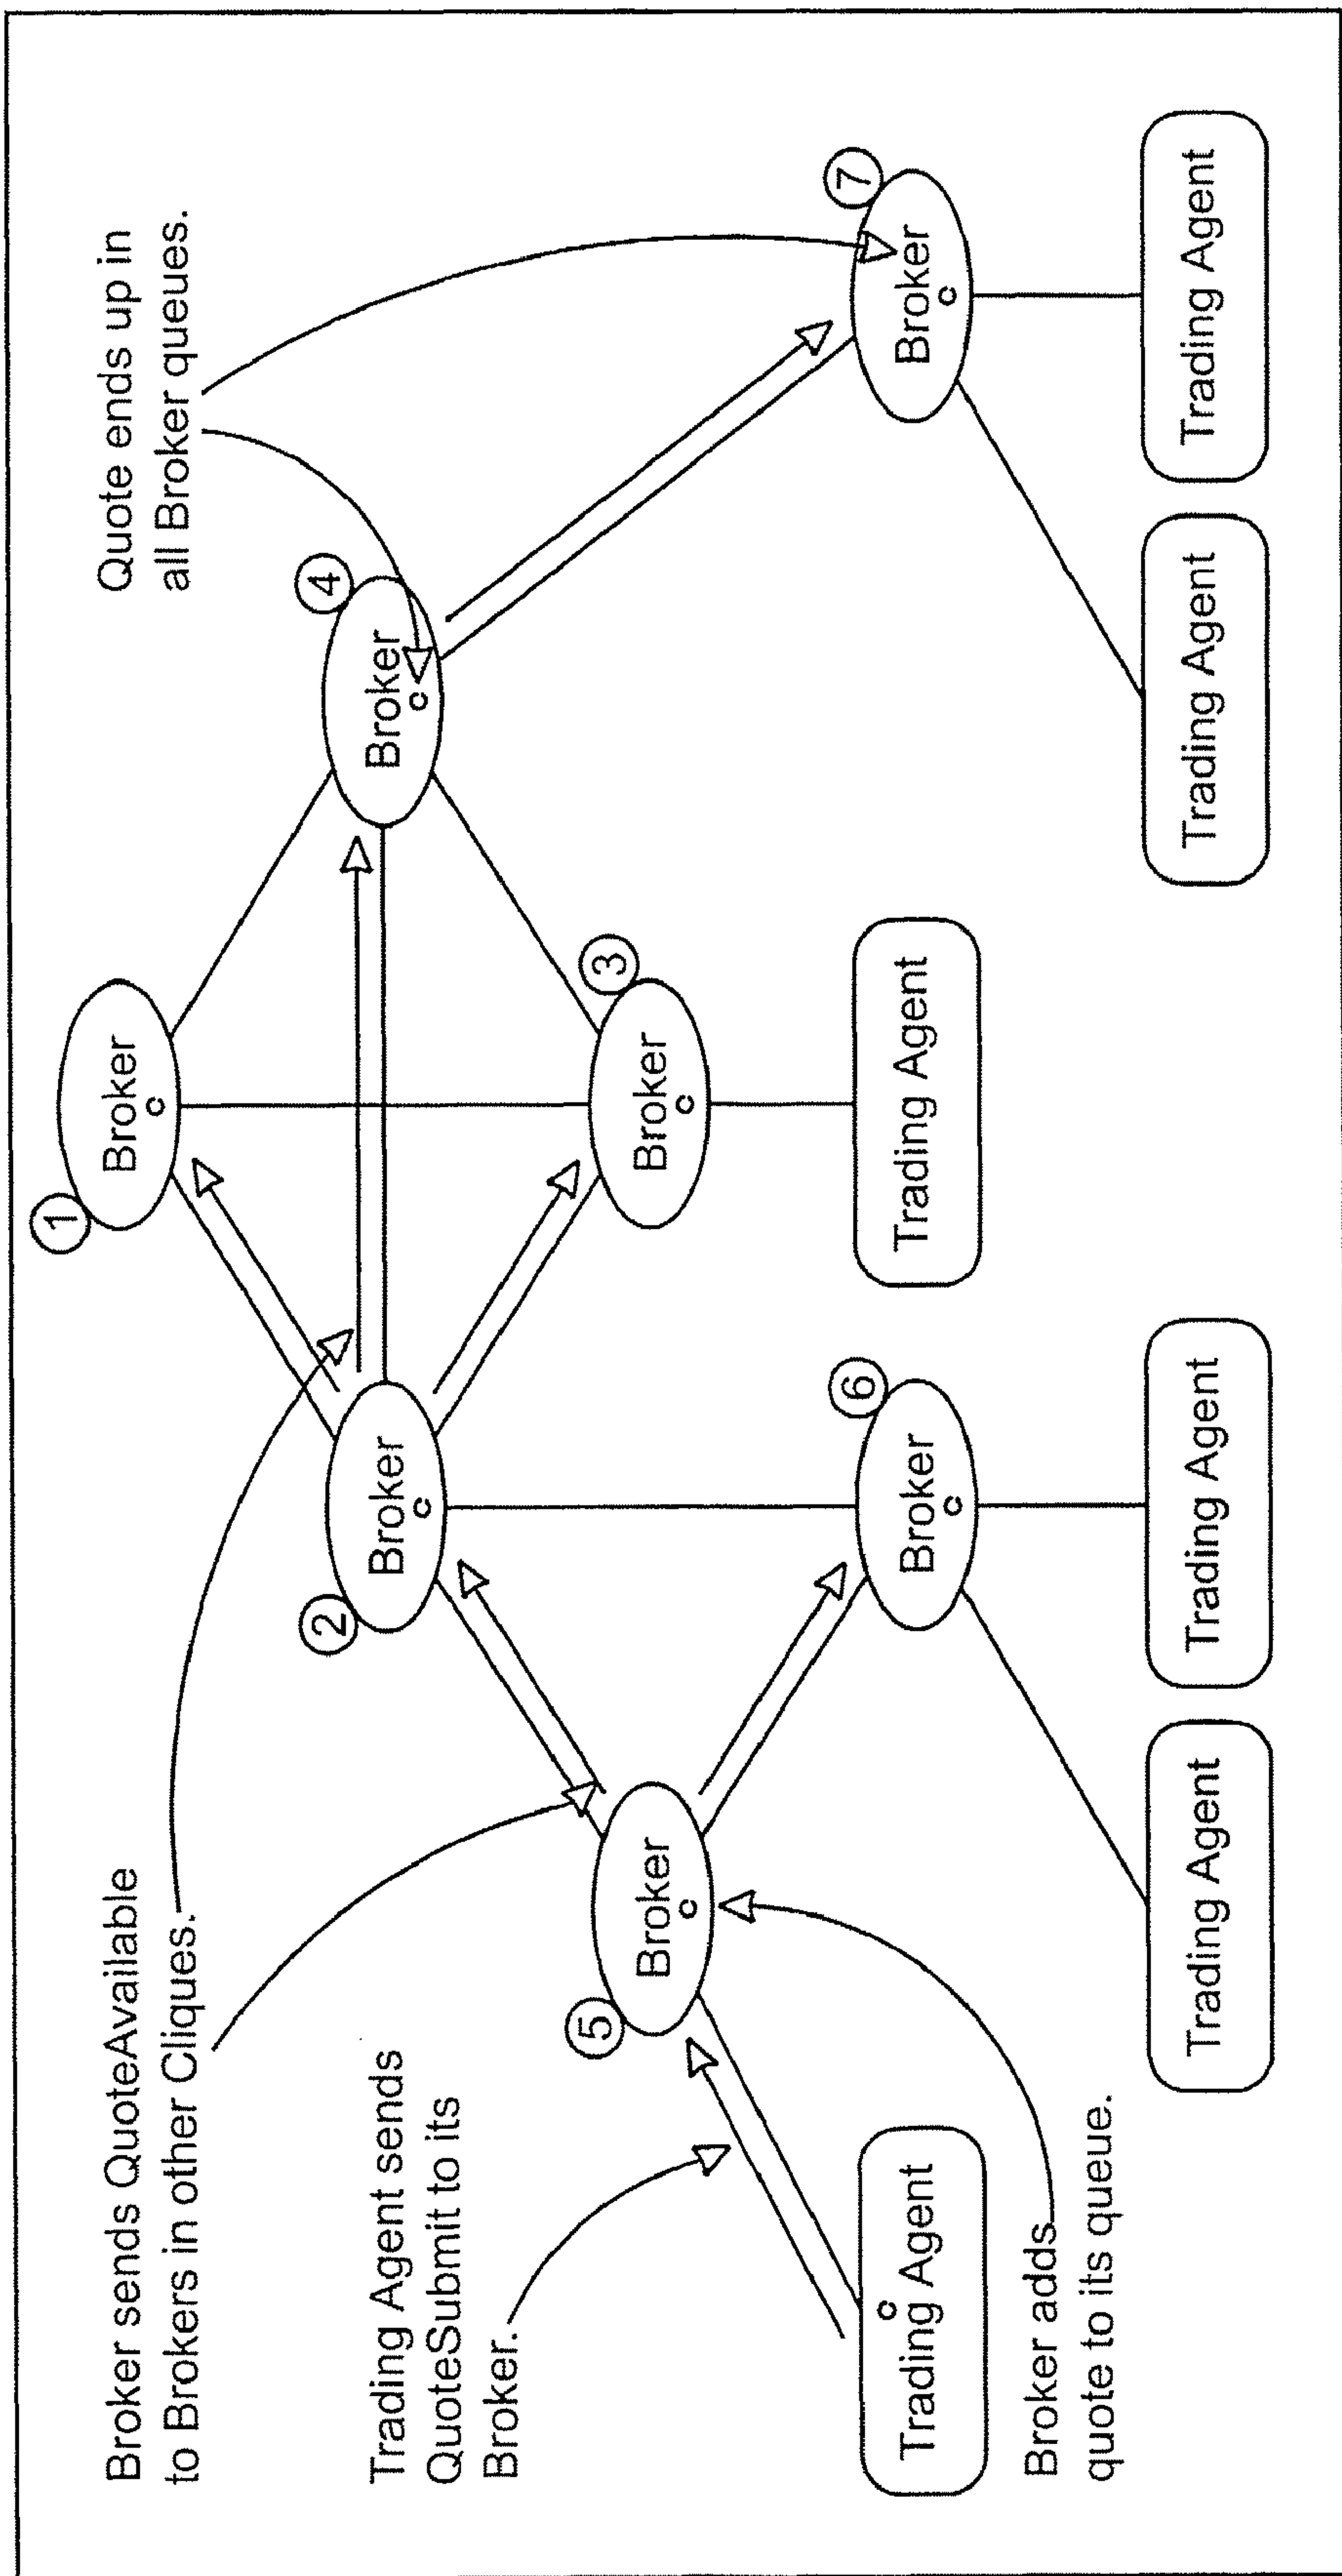 Broker sends QuoteAvailable
to Brokers in other Cliques.
Quote ends up in
all Broker queues.
1
Broker
c
2
Broker
c
4
Broker
c
Trading Agent sends
QuoteSubmit to its
Broker.
5
Broker
c
3
Broker
c
6
Broker
c
7
Broker
c
c
Trading Agent
Trading Agent
Broker adds
quote to its queue.
Trading Agent
Trading Agent
Trading Agent
Trading Agent